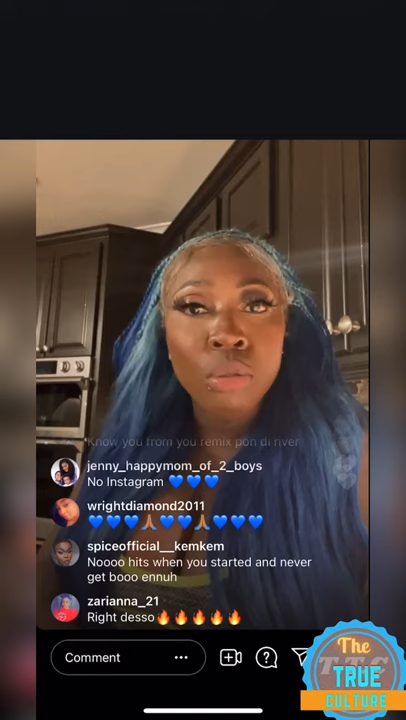 Know you from you remix pon di river
jenny_happymom_of_2_boys
No Instagram 💙💙💙
wrightdiamond2011
💙💙💙🙏🏾💙💙🙏🏾💙💙💙
spiceofficial__kemkem
Noooo hits when you started and never
get booo ennuh
zarianna_21
Right desso🔥🔥🔥🔥🔥
Comment
The
TTC
TRUE
CULTURE